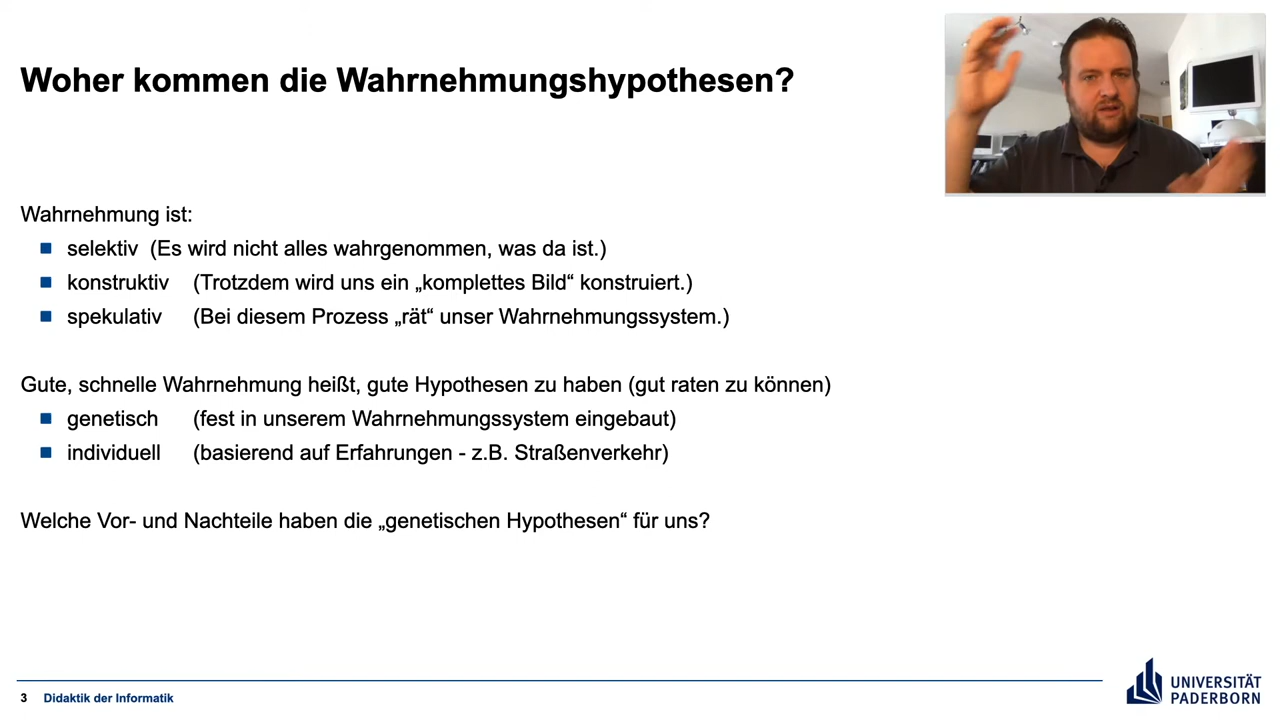 Woher kommen die Wahrnehmungshypothesen?
Wahrnehmung ist:
selektiv (Es wird nicht alles wahrgenommen, was da ist.)
konstruktiv (Trotzdem wird uns ein „komplettes Bild“ konstruiert.)
spekulativ (Bei diesem Prozess „rät“ unser Wahrnehmungssystem.)
Gute, schnelle Wahrnehmung heißt, gute Hypothesen zu haben (gut raten zu können)
genetisch (fest in unserem Wahrnehmungssystem eingebaut)
individuell (basierend auf Erfahrungen - z.B. Straßenverkehr)
Welche Vor- und Nachteile haben die „genetischen Hypothesen“ für uns?
3 Didaktik der Informatik
UNIVERSITÄT
PADERBORN